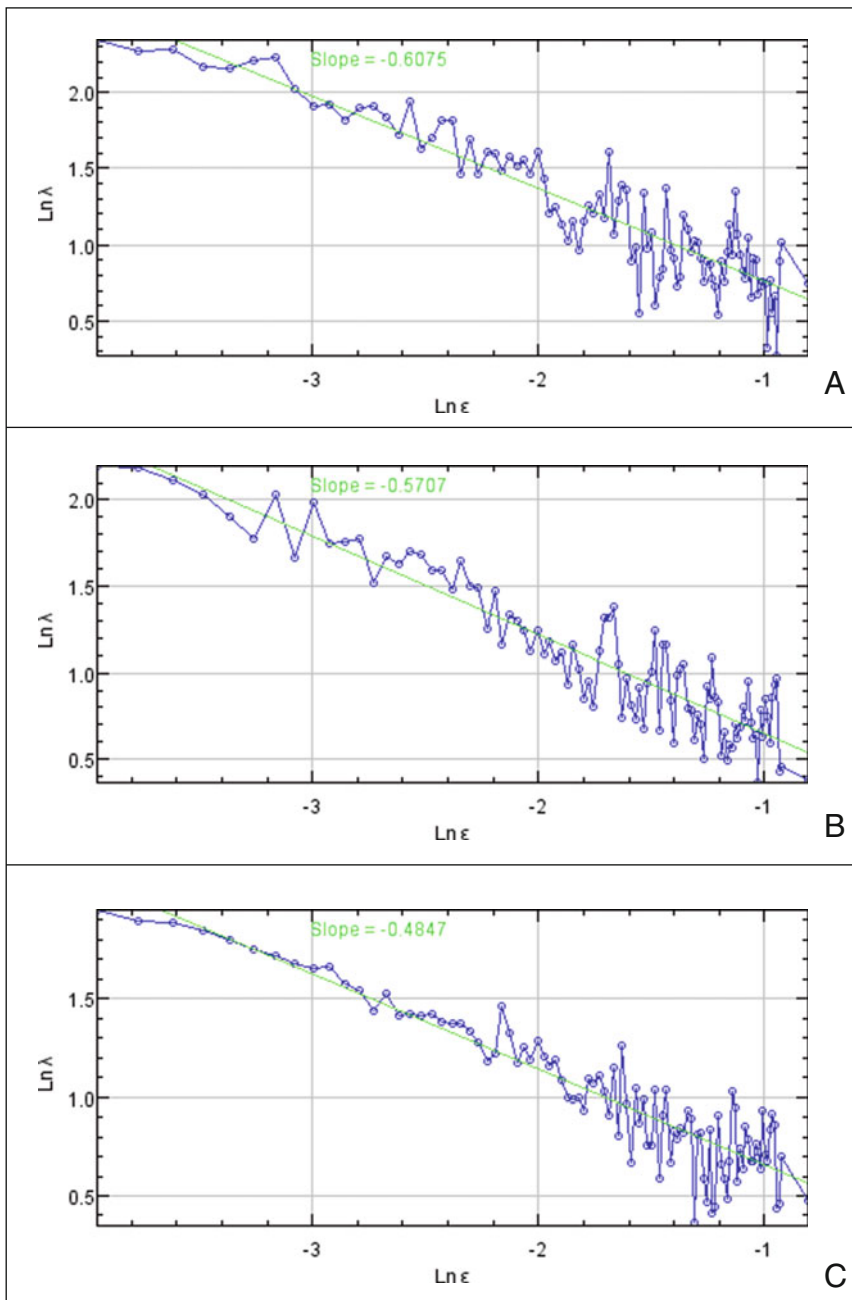 Slope = -0.6075
2.0
1.5
1.0
0.5
Ln λ
-3 -2 -1
Ln ε
A
Slope = -0.5707
2.0
1.5
1.0
0.5
Ln λ
-3 -2 -1
Ln ε
B
Slope = -0.4847
1.5
1.0
0.5
Ln λ
-3 -2 -1
Ln ε
C